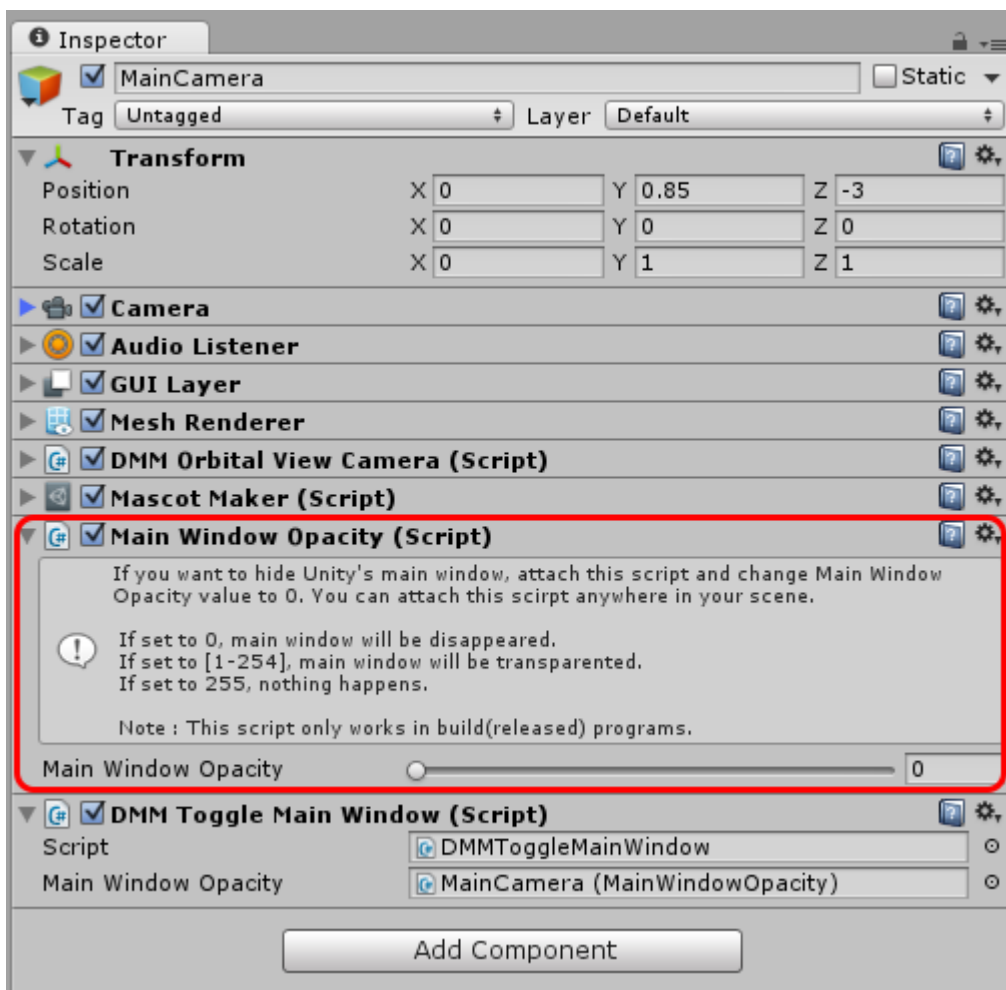 Inspector
MainCamera Static
Tag Untagged Layer Default
Transform
Position X 0 Y 0.85 Z -3
Rotation X 0 Y 0 Z 0
Scale X 0 Y 1 Z 1
Camera
Audio Listener
GUI Layer
Mesh Renderer
DMM Orbital View Camera (Script)
Mascot Maker (Script)
Main Window Opacity (Script)
If you want to hide Unity's main window, attach this script and change Main Window
Opacity value to 0. You can attach this scirpt anywhere in your scene.
If set to 0, main window will be disappeared.
If set to [1-254], main window will be transparented.
If set to 255, nothing happens.
Note : This script only works in build(released) programs.
Main Window Opacity 0
DMM Toggle Main Window (Script)
Script DMMToggleMainWindow
Main Window Opacity MainCamera (MainWindowOpacity)
Add Component